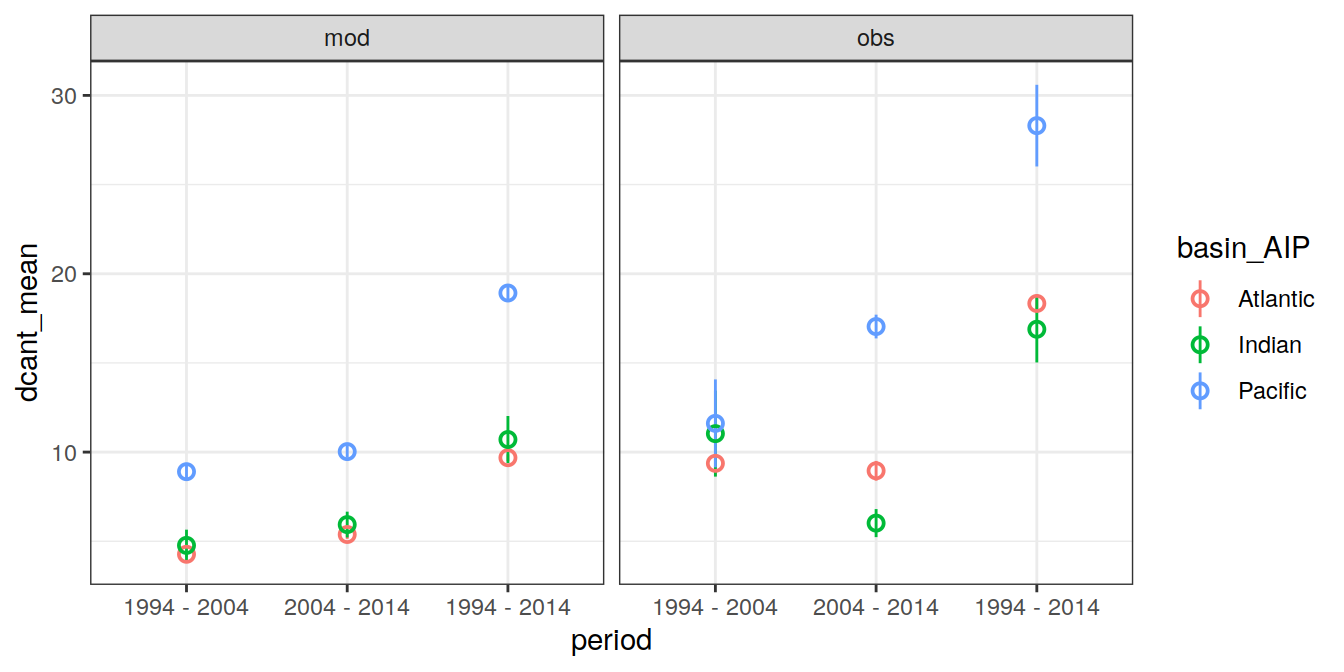 mod
obs
dcant_mean
30
20
10
1994 - 2004
2004 - 2014
1994 - 2014
1994 - 2004
2004 - 2014
1994 - 2014
period
basin_AIP
Atlantic
Indian
Pacific